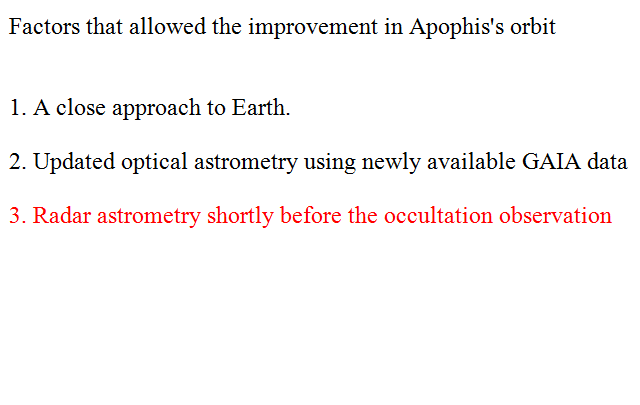 Factors that allowed the improvement in Apophis's orbit
1. A close approach to Earth.
2. Updated optical astrometry using newly available GAIA data
3. Radar astrometry shortly before the occultation observation